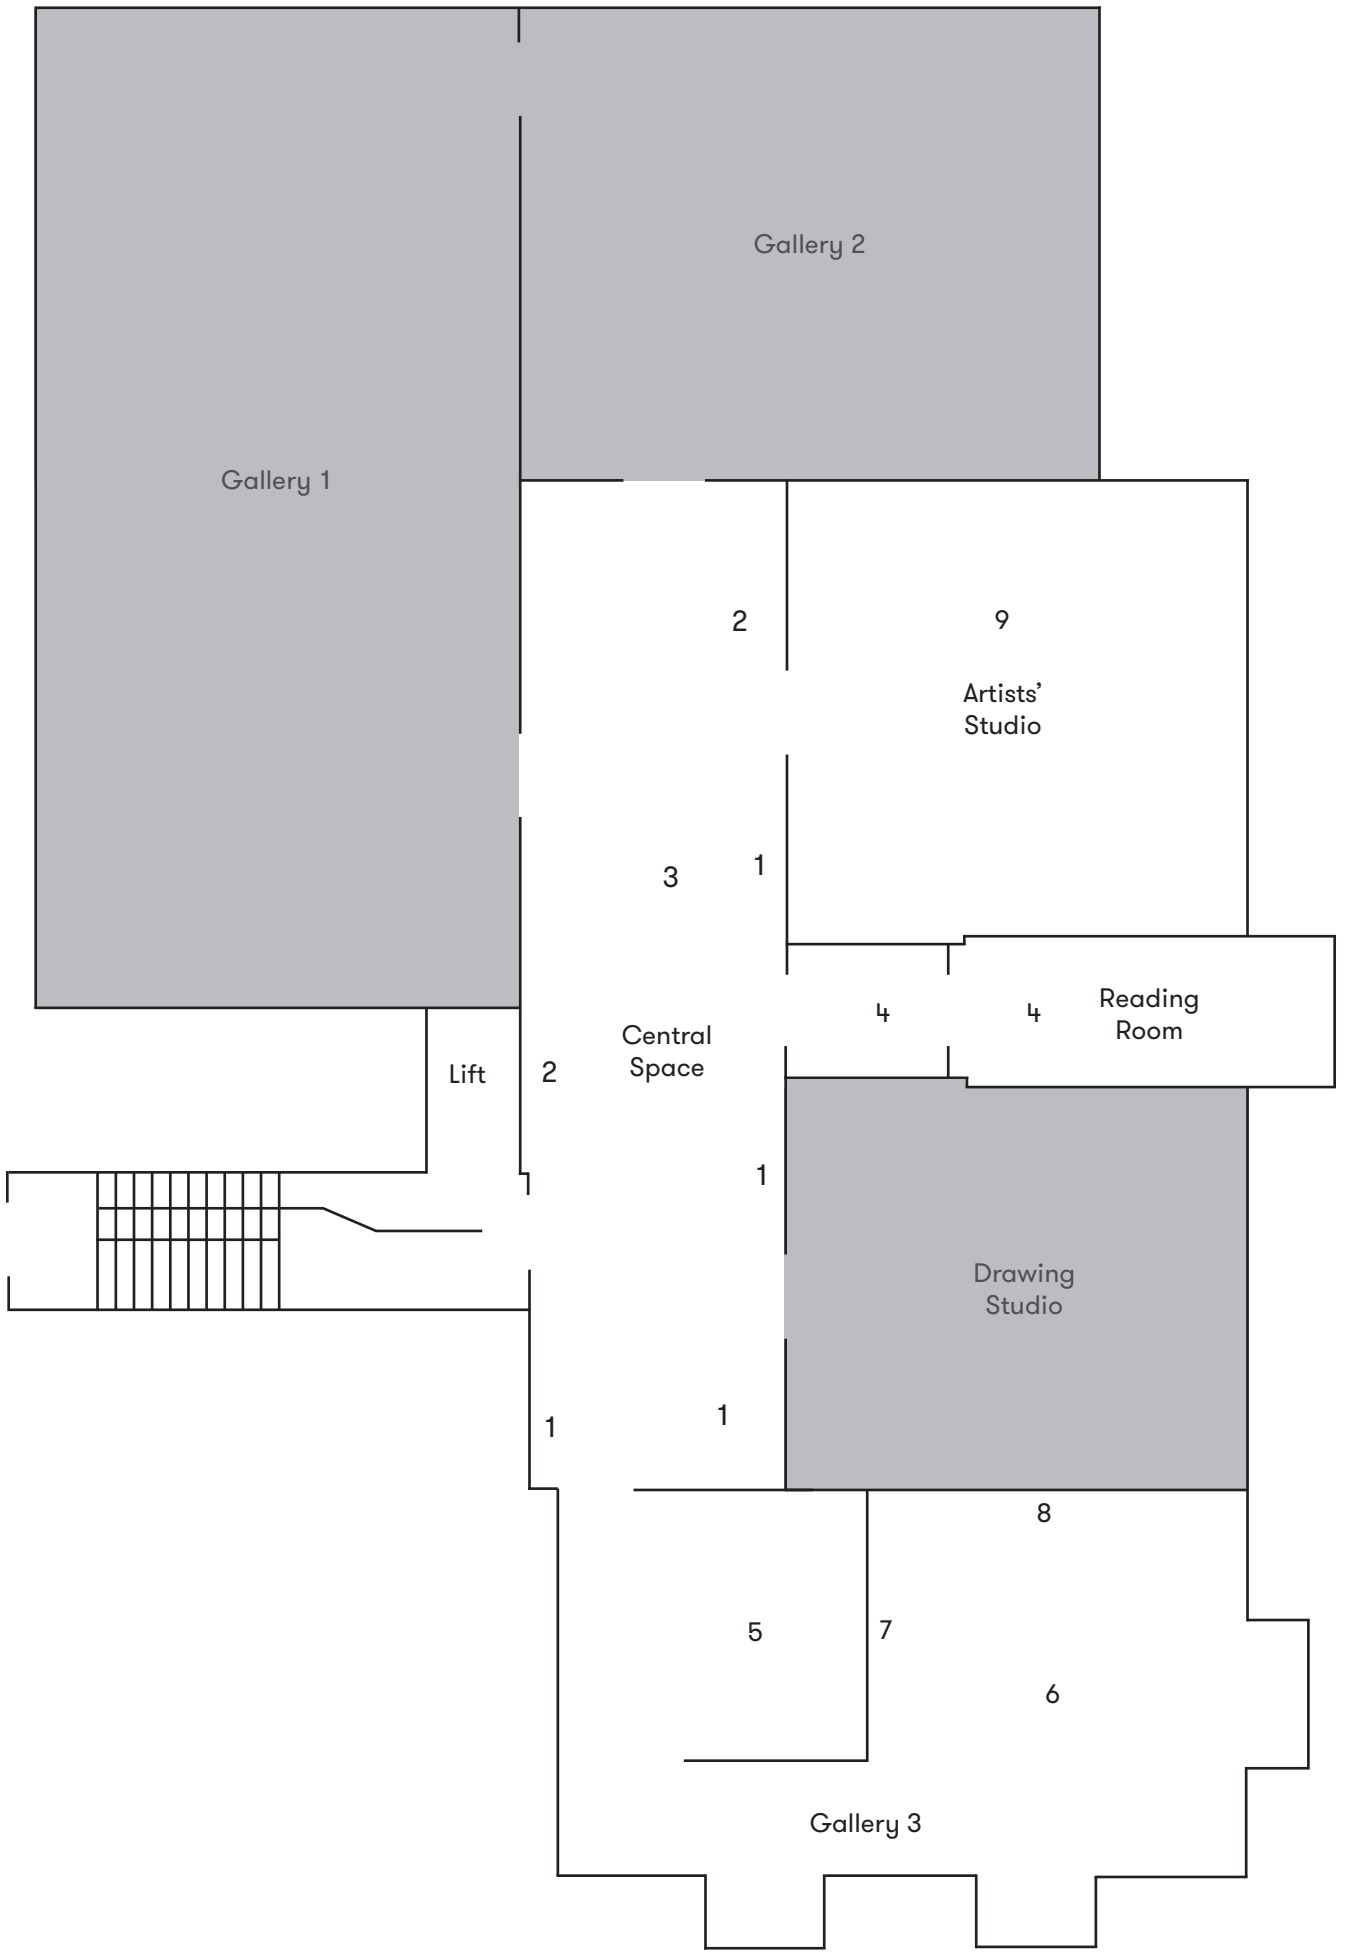 Gallery 2
Gallery 1
2
9
Artists’
Studio
3
1
4
4
Reading
Room
Central
Space
Lift
2
1
Drawing
Studio
1
1
8
5
7
6
Gallery 3